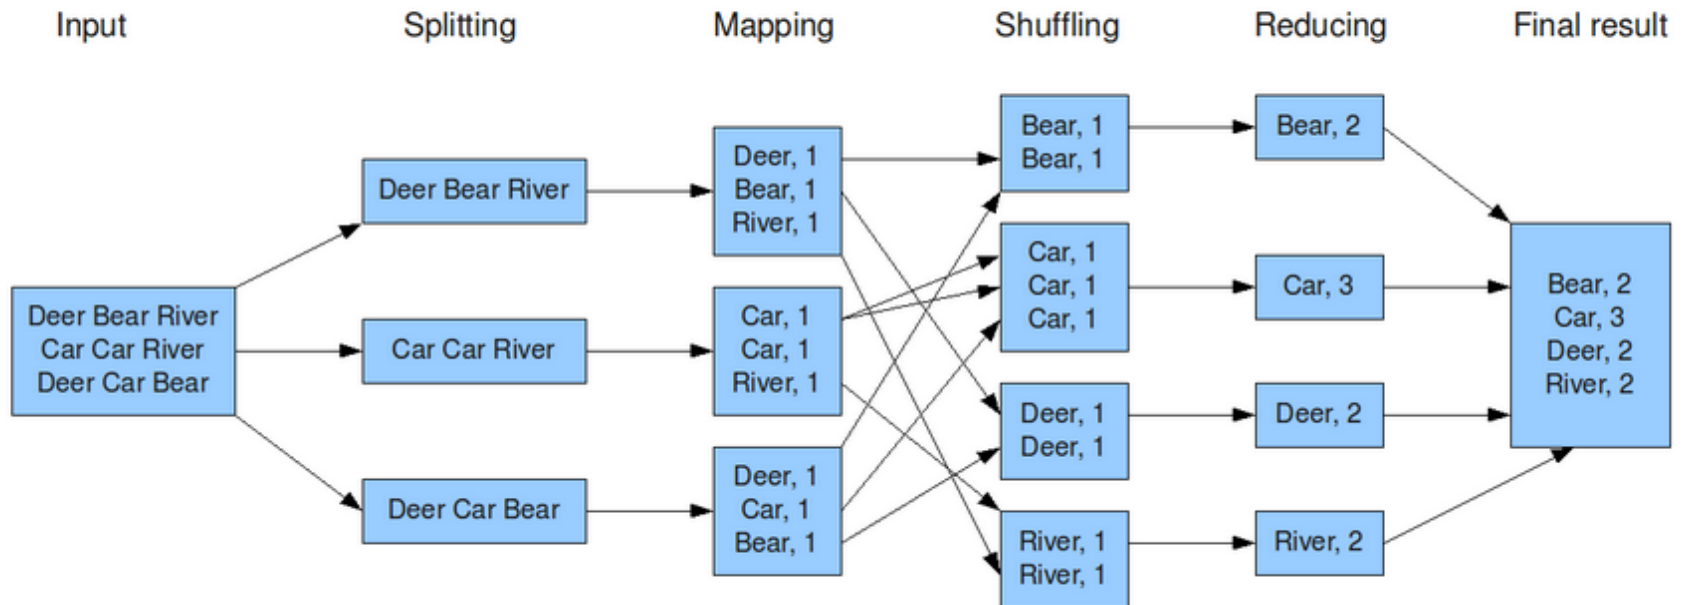 Input
Splitting
Mapping
Shuffling
Reducing
Final result
Deer Bear River
Car Car River
Deer Car Bear
Deer Bear River
Car Car River
Deer Car Bear
Deer, 1
Bear, 1
River, 1
Car, 1
Car, 1
River, 1
Deer, 1
Car, 1
Bear, 1
Bear, 1
Bear, 1
Car, 1
Car, 1
Car, 1
Deer, 1
Deer, 1
River, 1
River, 1
Bear, 2
Car, 3
Deer, 2
River, 2
Bear, 2
Car, 3
Deer, 2
River, 2